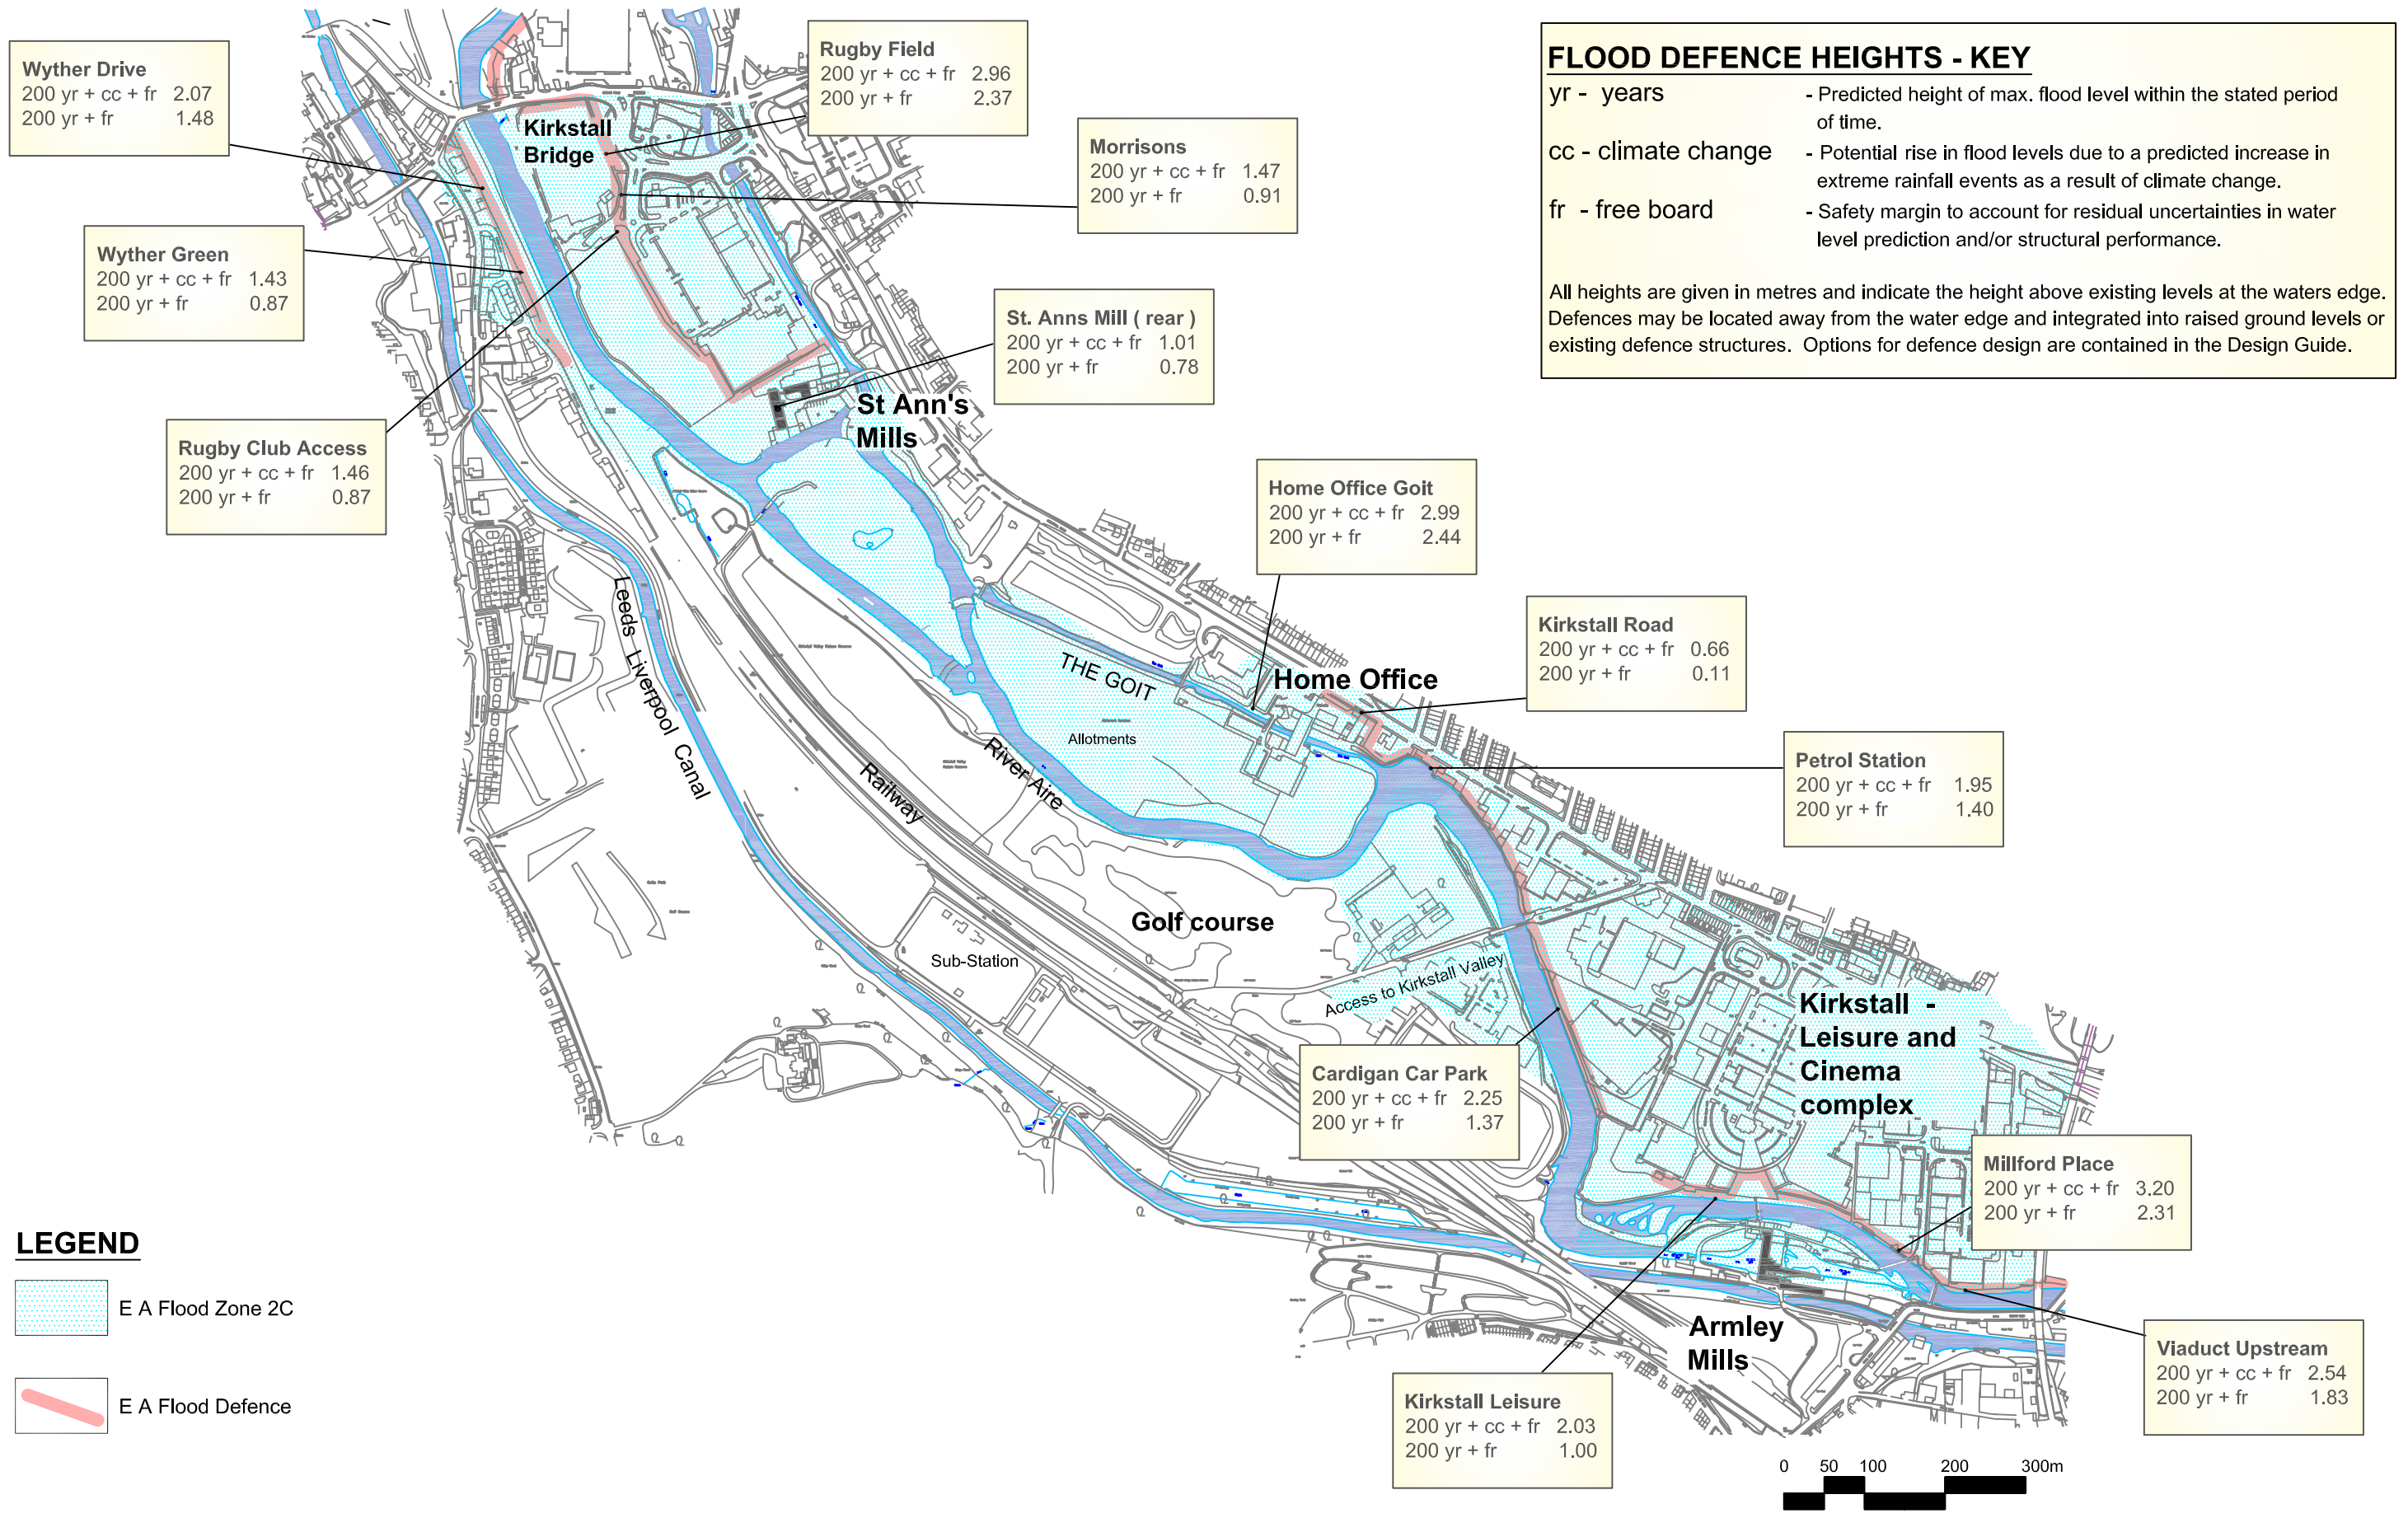 Wyther Drive
200 yr + cc + fr 2.07
200 yr + fr 1.48
Rugby Field
200 yr + cc + fr 2.96
200 yr + fr 2.37
Morrisons
200 yr + cc + fr 1.47
200 yr + fr 0.91
Wyther Green
200 yr + cc + fr 1.43
200 yr + fr 0.87
St. Anns Mill ( rear )
200 yr + cc + fr 1.01
200 yr + fr 0.78
Rugby Club Access
200 yr + cc + fr 1.46
200 yr + fr 0.87
Home Office Goit
200 yr + cc + fr 2.99
200 yr + fr 2.44
Kirkstall Road
200 yr + cc + fr 0.66
200 yr + fr 0.11
Petrol Station
200 yr + cc + fr 1.95
200 yr + fr 1.40
Cardigan Car Park
200 yr + cc + fr 2.25
200 yr + fr 1.37
Millford Place
200 yr + cc + fr 3.20
200 yr + fr 2.31
Viaduct Upstream
200 yr + cc + fr 2.54
200 yr + fr 1.83
Kirkstall Leisure
200 yr + cc + fr 2.03
200 yr + fr 1.00
FLOOD DEFENCE HEIGHTS - KEY
yr - years - Predicted height of max. flood level within the stated period
of time.
cc - climate change - Potential rise in flood levels due to a predicted increase in
extreme rainfall events as a result of climate change.
fr - free board - Safety margin to account for residual uncertainties in water
level prediction and/or structural performance.
All heights are given in metres and indicate the height above existing levels at the waters edge.
Defences may be located away from the water edge and integrated into raised ground levels or
existing defence structures. Options for defence design are contained in the Design Guide.
Kirkstall
Bridge
St Ann's
Mills
Leeds Liverpool Canal
THE GOIT
Home Office
Allotments
River Aire
Railway
Golf course
Sub-Station
Access to Kirkstall Valley
Kirkstall -
Leisure and
Cinema
complex
Armley
Mills
LEGEND
E A Flood Zone 2C
E A Flood Defence
0 50 100 200 300m